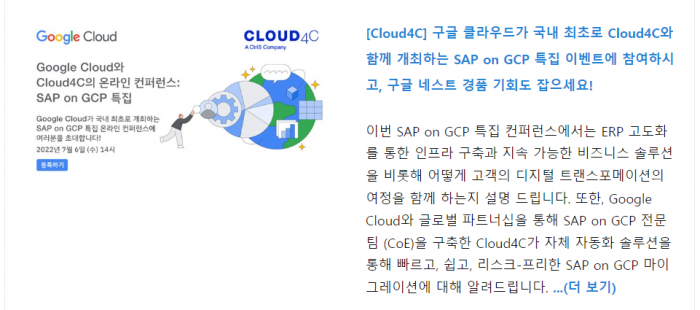 Google Cloud
CLOUD4C
A CtrlS Company
Google Cloud와
Cloud4C의 온라인 컨퍼런스:
SAP on GCP 특집
Google Cloud가 국내 최초로 개최하는
SAP on GCP 특집 온라인 컨퍼런스에
여러분을 초대합니다!
2022년 7월 6일 (수) 14시
등록하기
[Cloud4C] 구글 클라우드가 국내 최초로 Cloud4C와
함께 개최하는 SAP on GCP 특집 이벤트에 참여하시
고, 구글 네스트 경품 기회도 잡으세요!
이번 SAP on GCP 특집 컨퍼런스에서는 ERP 고도화
를 통한 인프라 구축과 지속 가능한 비즈니스 솔루션
을 비롯해 어떻게 고객의 디지털 트랜스포메이션의
여정을 함께 하는지 설명 드립니다. 또한, Google
Cloud와 글로벌 파트너십을 통해 SAP on GCP 전문
팀 (CoE)을 구축한 Cloud4C가 자체 자동화 솔루션을
통해 빠르고, 쉽고, 리스크-프리한 SAP on GCP 마이
그레이션에 대해 알려드립니다. ...(더 보기)